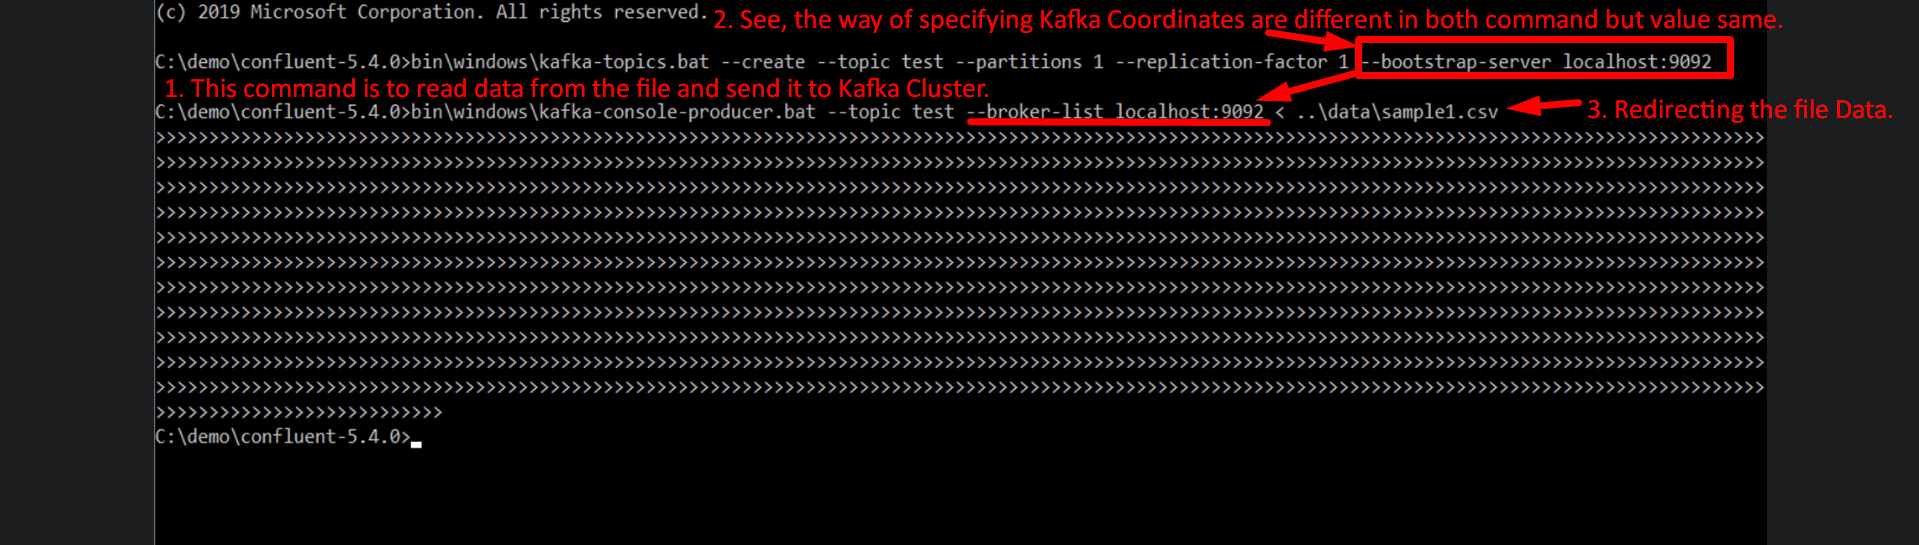 (c) 2019 Microsoft Corporation. All rights reserved.
2. See, the way of specifying Kafka Coordinates are different in both command but value same.
C:\demo\confluent-5.4.0>bin\windows\kafka-topics.bat --create --topic test --partitions 1 --replication-factor 1 --bootstrap-server localhost:9092
1. This command is to read data from the file and send it to Kafka Cluster.
C:\demo\confluent-5.4.0>bin\windows\kafka-console-producer.bat --topic test --broker-list localhost:9092 < ..\data\sample1.csv
3. Redirecting the file Data.
>>>>>>>>>>>>>>>>>>>>>>>>>>>>>>>>>>>>>>>>>>>>>>>>>>>>>>>>>>>>>>>>>>>>>>>>>>>>>>>>>>>>>>>>>>>>>>>>>>>>>>>>>>>>>>>>>>>>>>>>>>>>>>>>>>>>>>>>>>>>>>>>>>>>>>>>>>>
>>>>>>>>>>>>>>>>>>>>>>>>>>>>>>>>>>>>>>>>>>>>>>>>>>>>>>>>>>>>>>>>>>>>>>>>>>>>>>>>>>>>>>>>>>>>>>>>>>>>>>>>>>>>>>>>>>>>>>>>>>>>>>>>>>>>>>>>>>>>>>>>>>>>>>>>>>>
>>>>>>>>>>>>>>>>>>>>>>>>>>>>>>>>>>>>>>>>>>>>>>>>>>>>>>>>>>>>>>>>>>>>>>>>>>>>>>>>>>>>>>>>>>>>>>>>>>>>>>>>>>>>>>>>>>>>>>>>>>>>>>>>>>>>>>>>>>>>>>>>>>>>>>>>>>>
>>>>>>>>>>>>>>>>>>>>>>>>>>>>>>>>>>>>>>>>>>>>>>>>>>>>>>>>>>>>>>>>>>>>>>>>>>>>>>>>>>>>>>>>>>>>>>>>>>>>>>>>>>>>>>>>>>>>>>>>>>>>>>>>>>>>>>>>>>>>>>>>>>>>>>>>>>>
>>>>>>>>>>>>>>>>>>>>>>>>>>>>>>>>>>>>>>>>>>>>>>>>>>>>>>>>>>>>>>>>>>>>>>>>>>>>>>>>>>>>>>>>>>>>>>>>>>>>>>>>>>>>>>>>>>>>>>>>>>>>>>>>>>>>>>>>>>>>>>>>>>>>>>>>>>>
>>>>>>>>>>>>>>>>>>>>>>>>>>>>>>>>>>>>>>>>>>>>>>>>>>>>>>>>>>>>>>>>>>>>>>>>>>>>>>>>>>>>>>>>>>>>>>>>>>>>>>>>>>>>>>>>>>>>>>>>>>>>>>>>>>>>>>>>>>>>>>>>>>>>>>>>>>>
>>>>>>>>>>>>>>>>>>>>>>>>>>>>>>>>>>>>>>>>>>>>>>>>>>>>>>>>>>>>>>>>>>>>>>>>>>>>>>>>>>>>>>>>>>>>>>>>>>>>>>>>>>>>>>>>>>>>>>>>>>>>>>>>>>>>>>>>>>>>>>>>>>>>>>>>>>>
>>>>>>>>>>>>>>>>>>>>>>>>>>>>>>>>>>>>>>>>>>>>>>>>>>>>>>>>>>>>>>>>>>>>>>>>>>>>>>>>>>>>>>>>>>>>>>>>>>>>>>>>>>>>>>>>>>>>>>>>>>>>>>>>>>>>>>>>>>>>>>>>>>>>>>>>>>>
>>>>>>>>>>>>>>>>>>>>>>>>>>>>>>>>>>>>>>>>>>>>>>>>>>>>>>>>>>>>>>>>>>>>>>>>>>>>>>>>>>>>>>>>>>>>>>>>>>>>>>>>>>>>>>>>>>>>>>>>>>>>>>>>>>>>>>>>>>>>>>>>>>>>>>>>>>>
>>>>>>>>>>>>>>>>>>>>>>>>>>>>>>>>>>>>>>>>>>>>>>>>>>>>>>>>>>>>>>>>>>>>>>>>>>>>>>>>>>>>>>>>>>>>>>>>>>>>>>>>>>>>>>>>>>>>>>>>>>>>>>>>>>>>>>>>>>>>>>>>>>>>>>>>>>>
>>>>>>>>>>>>>>>>>>>>>>>>>>>>>>>>>>>>>>>>>>>>>>>>>>>>>>>>>>>>>>>>>>>>>>>>>>>>>>>>>>>>>>>>>>>>>>>>>>>>>>>>>>>>>>>>>>>>>>>>>>>>>>>>>>>>>>>>>>>>>>>>>>>>>>>>>>>
>>>>>>>>>>>>>>>>>>>>>>>>>>>
C:\demo\confluent-5.4.0>